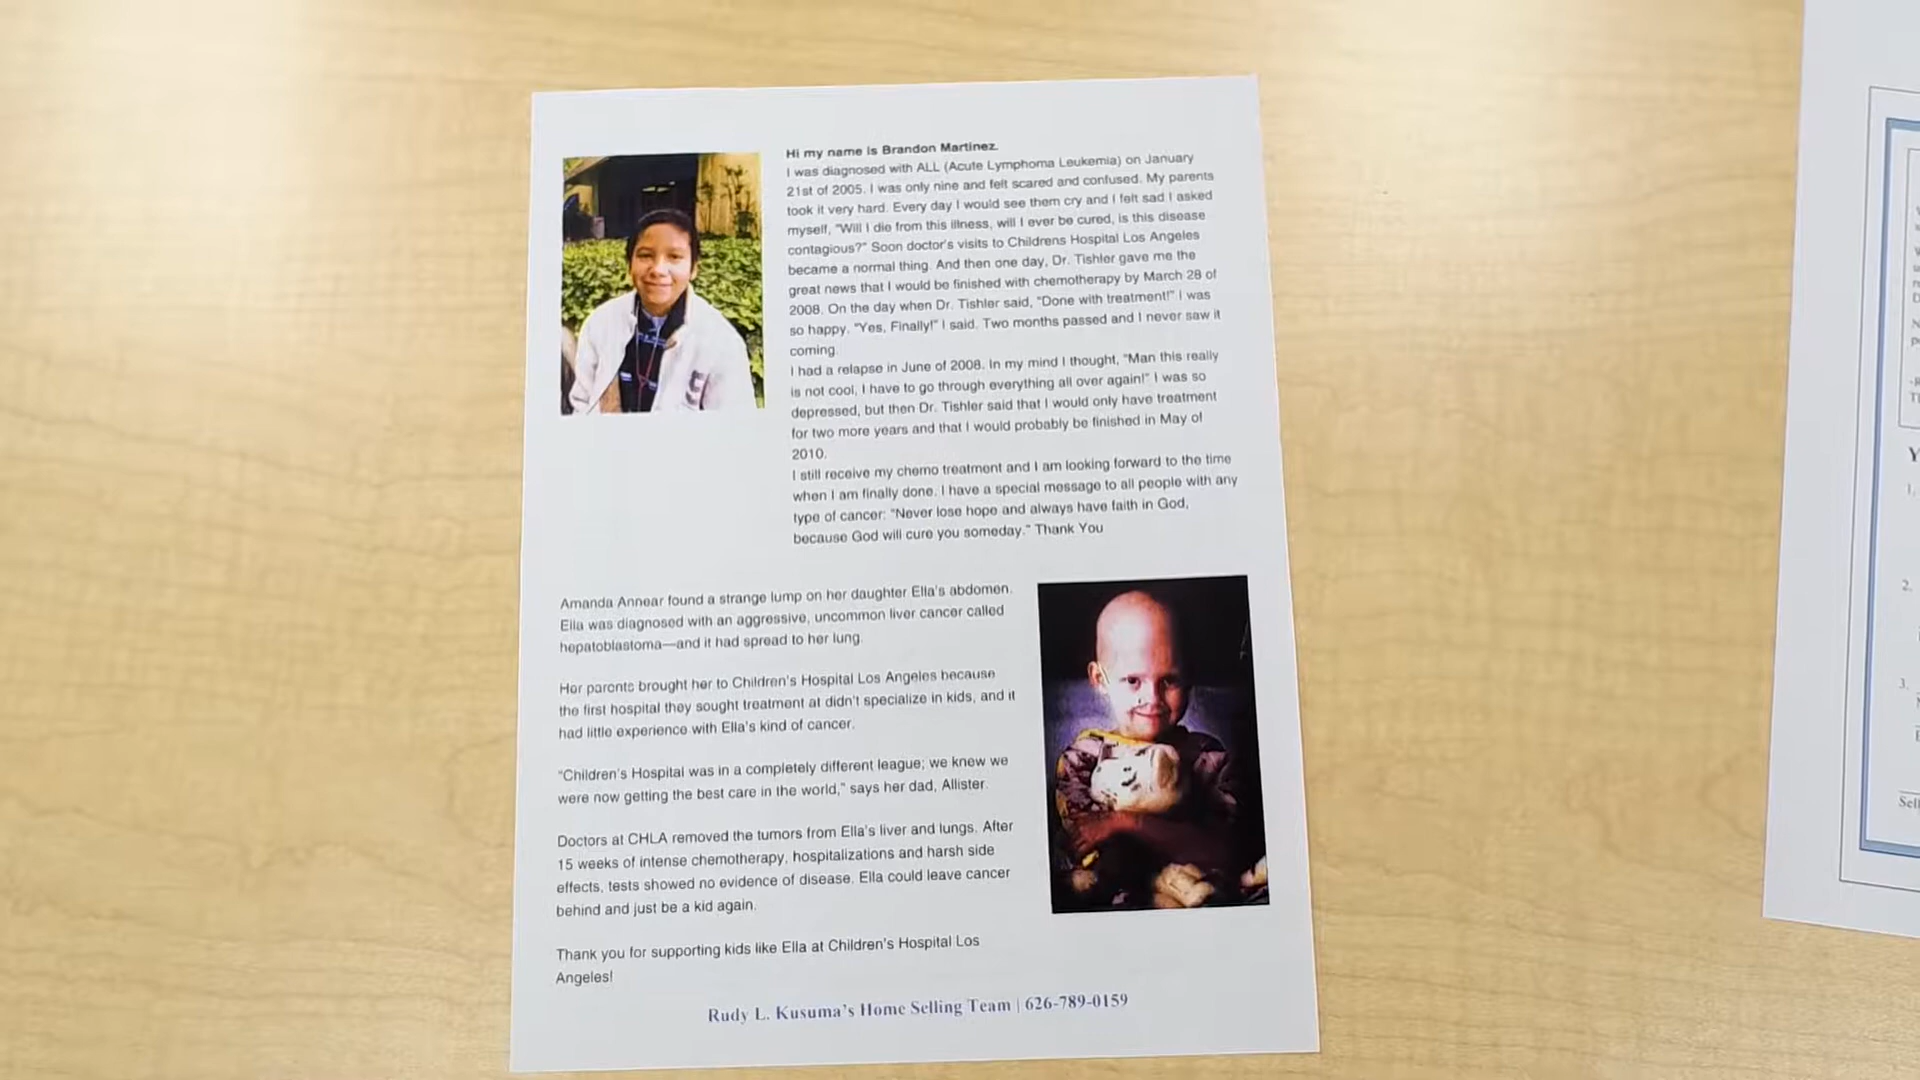 Hi my name is Brandon Martinez.
I was diagnosed with ALL (Acute Lymphoma Leukemia) on January
21st of 2005. I was only nine and felt scared and confused. My parents
took it very hard. Every day I would see them cry and I felt sad I asked
myself, "Will I die from this illness, will I ever be cured, is this disease
contagious?" Soon doctor's visits to Childrens Hospital Los Angeles
became a normal thing. And then one day, Dr. Tishler gave me the
great news that I would be finished with chemotherapy by March 28 of
2008. On the day when Dr. Tishler said, "Done with treatment!" I was
so happy. "Yes, Finally!" I said. Two months passed and I never saw it
coming.
I had a relapse in June of 2008. In my mind I thought, "Man this really
is not cool, I have to go through everything all over again!" I was so
depressed, but then Dr. Tishler said that I would only have treatment
for two more years and that I would probably be finished in May of
2010.
I still receive my chemo treatment and I am looking forward to the time
when I am finally done. I have a special message to all people with any
type of cancer: "Never lose hope and always have faith in God,
because God will cure you someday." Thank You
Amanda Annear found a strange lump on her daughter Ella's abdomen.
Ella was diagnosed with an aggressive, uncommon liver cancer called
hepatoblastoma—and it had spread to her lung.
Her parents brought her to Children's Hospital Los Angeles because
the first hospital they sought treatment at didn't specialize in kids, and it
had little experience with Ella's kind of cancer.
"Children's Hospital was in a completely different league; we knew we
were now getting the best care in the world," says her dad, Allister.
Doctors at CHLA removed the tumors from Ella's liver and lungs. After
15 weeks of intense chemotherapy, hospitalizations and harsh side
effects, tests showed no evidence of disease. Ella could leave cancer
behind and just be a kid again.
Thank you for supporting kids like Ella at Children's Hospital Los
Angeles!
Rudy L. Kusuma's Home Selling Team | 626-789-0159
Y
1.
2.
3.
Sell